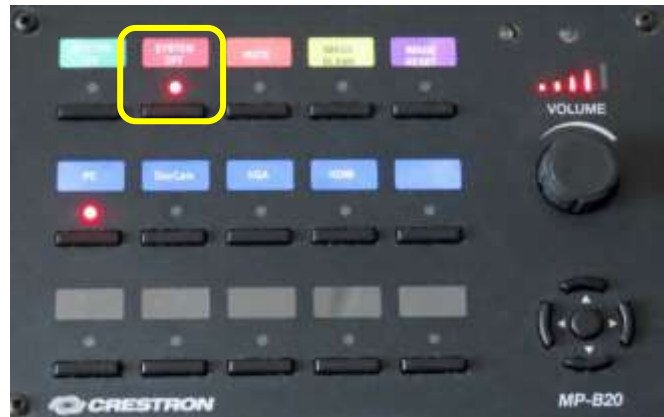 SYSTEM
ON
SYSTEM
OFF
MUTE
IMAGE
BLANK
IMAGE
RESET
VOLUME
PC
DocCam
VGA
HDMI
CRESTRON
MP-B20